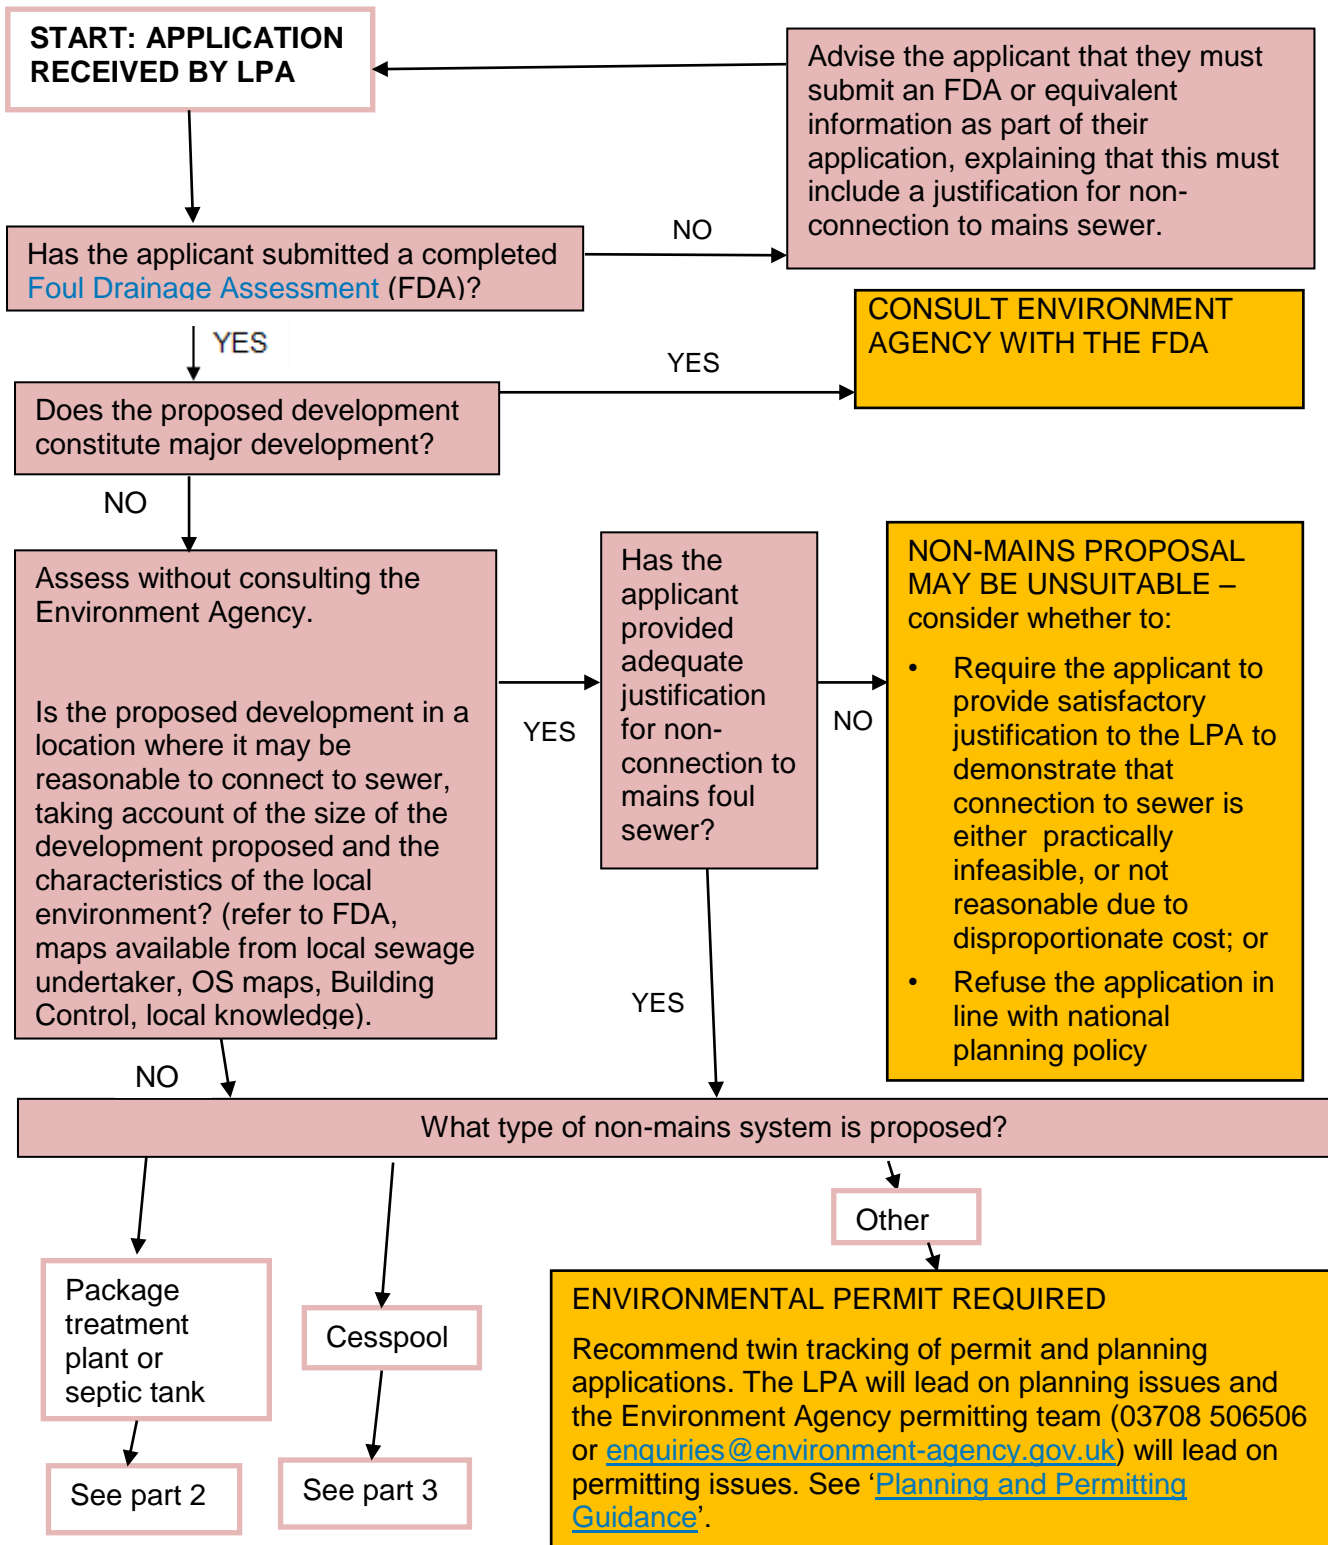 START: APPLICATION
RECEIVED BY LPA
Advise the applicant that they must
submit an FDA or equivalent
information as part of their
application, explaining that this must
include a justification for non-
connection to mains sewer.
NO
Has the applicant submitted a completed
Foul Drainage Assessment (FDA)?
YES
CONSULT ENVIRONMENT
AGENCY WITH THE FDA
YES
Does the proposed development
constitute major development?
NO
Assess without consulting the
Environment Agency.
Is the proposed development in a
location where it may be
reasonable to connect to sewer,
taking account of the size of the
development proposed and the
characteristics of the local
environment? (refer to FDA,
maps available from local sewage
undertaker, OS maps, Building
Control, local knowledge).
YES
Has the
applicant
provided
adequate
justification
for non-
connection to
mains foul
sewer?
NO
NON-MAINS PROPOSAL
MAY BE UNSUITABLE –
consider whether to:
• Require the applicant to
provide satisfactory
justification to the LPA to
demonstrate that
connection to sewer is
either practically
infeasible, or not
reasonable due to
disproportionate cost; or
• Refuse the application in
line with national
planning policy
YES
NO
What type of non-mains system is proposed?
Package
treatment
plant or
septic tank
See part 2
Cesspool
See part 3
Other
ENVIRONMENTAL PERMIT REQUIRED
Recommend twin tracking of permit and planning
applications. The LPA will lead on planning issues and
the Environment Agency permitting team (03708 506506
or enquiries@environment-agency.gov.uk) will lead on
permitting issues. See ‘Planning and Permitting
Guidance’.